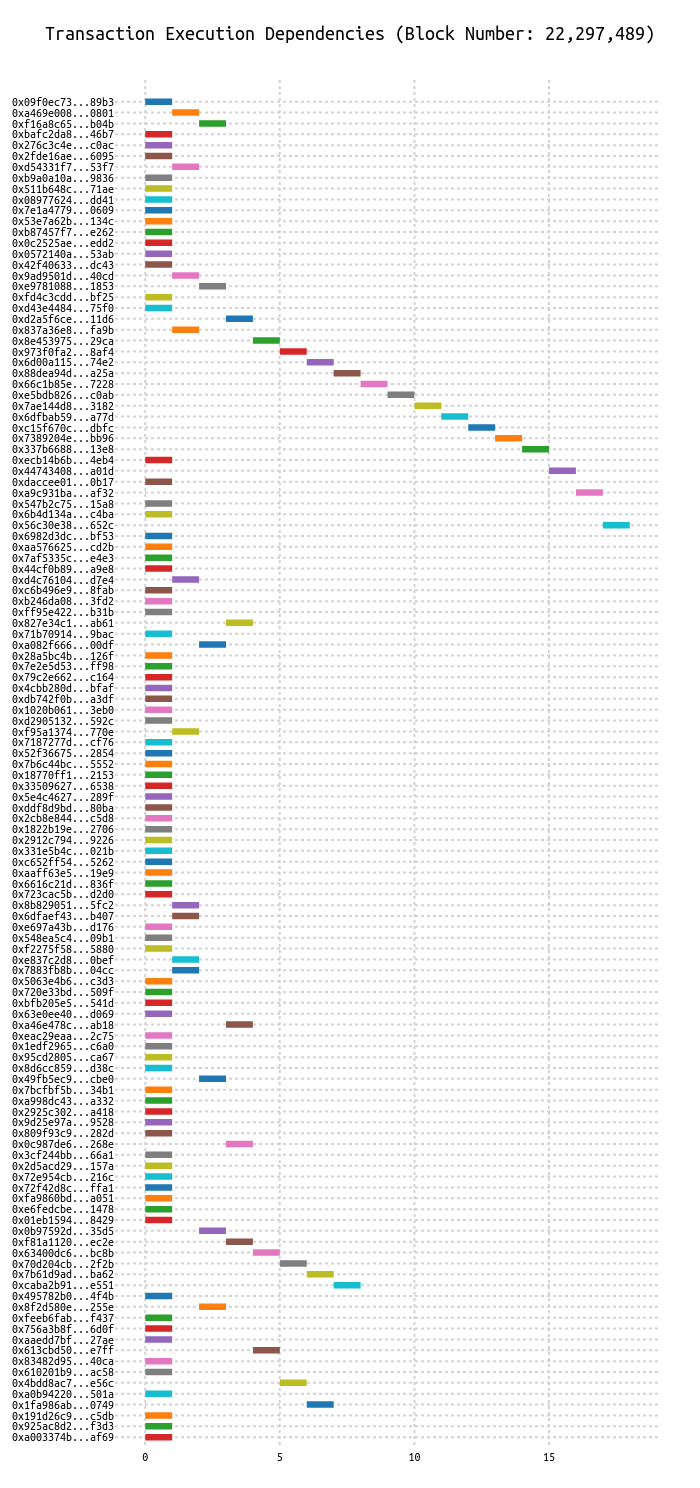 Transaction Execution Dependencies (Block Number: 22,297,489)
0x09f0ec73...89b3
0xa469e008...0801
0xf16a8c65...b04b
0xbafc2da8...46b7
0x276c3c4e...c0ac
0x2fde16ae...6095
0xd54331f7...53f7
0xb9a0a10a...9836
0x511b648c...71ae
0x08977624...dd41
0x7e1a4779...0609
0x53e7a62b...134c
0xb87457f7...e262
0x0c2525ae...edd2
0x0572140a...53ab
0x42f40633...dc43
0x9ad9501d...40cd
0xe9781088...1853
0xfd4c3cdd...bf25
0xd43e4484...75f0
0xd2a5f6ce...11d6
0x837a36e8...fa9b
0x8e453975...29ca
0x973f0fa2...8af4
0x6d00a115...74e2
0x88dea94d...a25a
0x66c1b85e...7228
0xe5bdb826...c0ab
0x7ae144d8...3182
0x6dfbab59...a77d
0xc15f670c...dbfc
0x7389204e...bb96
0x337b6688...13e8
0xecb14b6b...4eb4
0x44743408...a01d
0xdaccee01...0b17
0xa9c931ba...af32
0x547b2c75...15a8
0x6b4d134a...c4ba
0x56c30e38...652c
0x6982d3dc...bf53
0xaa576625...cd2b
0x7af5335c...e4e3
0x44cf0b89...a9e8
0xd4c76104...d7e4
0xc6b496e9...8fab
0xb246da08...3fd2
0xff95e422...b31b
0x827e34c1...ab61
0x71b70914...9bac
0xa082f666...00df
0x28a5bc4b...126f
0x7e2e5d53...ff98
0x79c2e662...c164
0x4cbb280d...bfaf
0xdb742f0b...a3df
0x1020b061...3eb0
0xd2905132...592c
0xf95a1374...770e
0x7187277d...cf76
0x52f36675...2854
0x7b6c44bc...5552
0x18770ff1...2153
0x33509627...6538
0x5e4c4627...289f
0xddf8d9bd...80ba
0x2cb8e844...c5d8
0x1822b19e...2706
0x2912c794...9226
0x331e5b4c...021b
0xc652ff54...5262
0xaaff63e5...19e9
0x6616c21d...836f
0x723cac5b...d2d0
0x8b829051...5fc2
0x6dfaef43...b407
0xe697a43b...d176
0x548ea5c4...09b1
0xf2275f58...5880
0xe837c2d8...0bef
0x7883fb8b...04cc
0x5063e4b6...c3d3
0x720e33bd...509f
0xbfb205e5...541d
0x63e0ee40...d069
0xa46e478c...ab18
0xeac29eaa...2c75
0x1edf2965...c6a0
0x95cd2805...ca67
0x8d6cc859...d38c
0x49fb5ec9...cbe0
0x7bcfbf5b...34b1
0xa998dc43...a332
0x2925c302...a418
0x9d25e97a...9528
0x809f93c9...282d
0x0c987de6...268e
0x3cf244bb...66a1
0x2d5acd29...157a
0x72e954cb...216c
0x72f42d8c...ffa1
0xfa9860bd...a051
0xe6fedcbe...1478
0x01eb1594...8429
0x0b97592d...35d5
0xf81a1120...ec2e
0x63400dc6...bc8b
0x70d204cb...2f2b
0x7b61d9ad...ba62
0xcaba2b91...e551
0x495782b0...4f4b
0x8f2d580e...255e
0xfeeb6fab...f437
0x756a3b8f...6d0f
0xaaedd7bf...27ae
0x613cbd50...e7ff
0x83482d95...40ca
0x610201b9...ac58
0x4bdd8ac7...e56c
0xa0b94220...501a
0x1fa986ab...0749
0x191d26c9...c5db
0x925ac8d2...f3d3
0xa003374b...af69
0 5 10 15